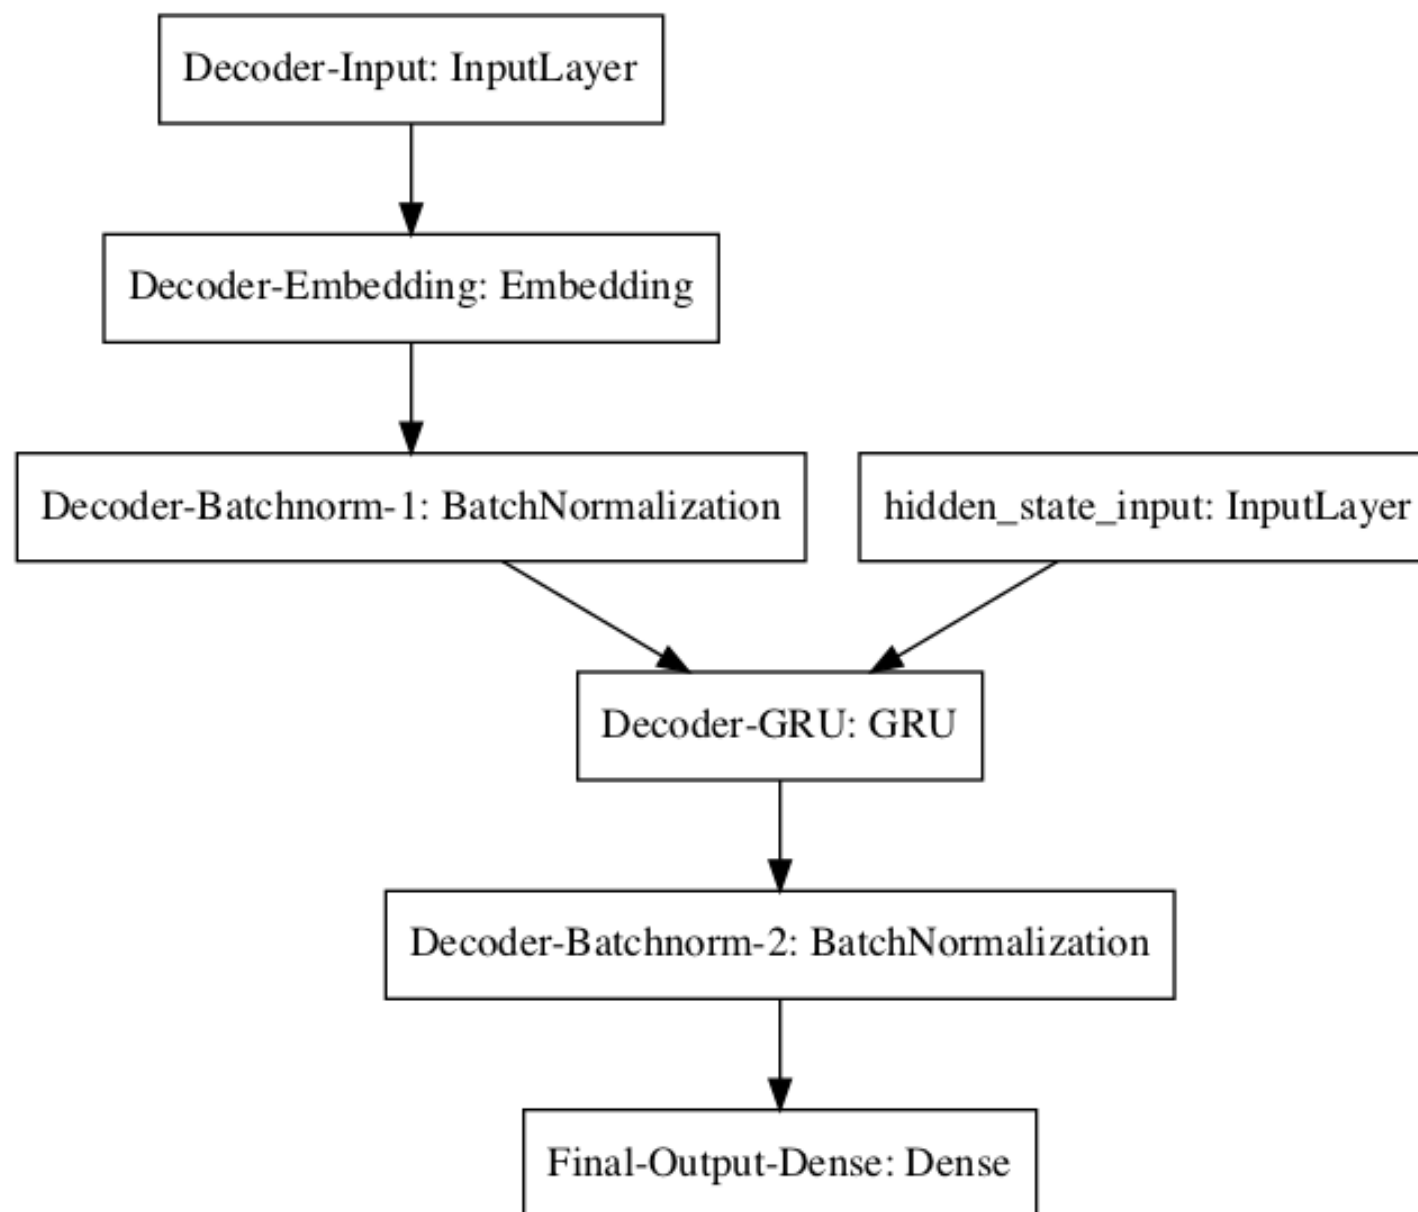 Decoder-Input: InputLayer
Decoder-Embedding: Embedding
Decoder-Batchnorm-1: BatchNormalization
hidden_state_input: InputLayer
Decoder-GRU: GRU
Decoder-Batchnorm-2: BatchNormalization
Final-Output-Dense: Dense